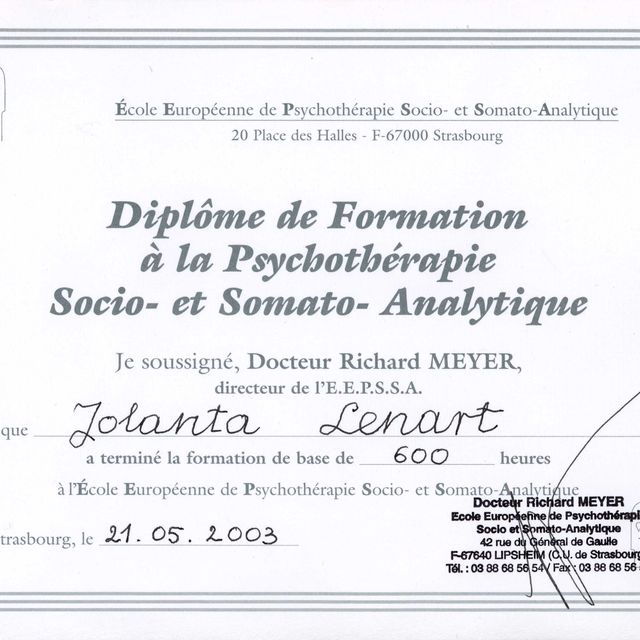 École Européenne de Psychothérapie Socio- et Somato-Analytique
20 Place des Halles - F-67000 Strasbourg
Diplôme de Formation
à la Psychothérapie
Socio- et Somato- Analytique
Je soussigné, Docteur Richard MEYER,
directeur de l'E.E.P.S.S.A.
que Jolanta Lenart
a terminé la formation de base de 600 heures
à l'École Européenne de Psychothérapie Socio- et Somato-Analytique
trasbourg, le 21.05.2003
Docteur Richard MEYER
Ecole Européenne de Psychothérapi
Socio et Somato-Analytique
42 rue du Général de Gaulle
F-67640 LIPSHEIM (C.U. de Strasbourg
Tél. : 03 88 68 56 54 / Fax : 03 88 68 56